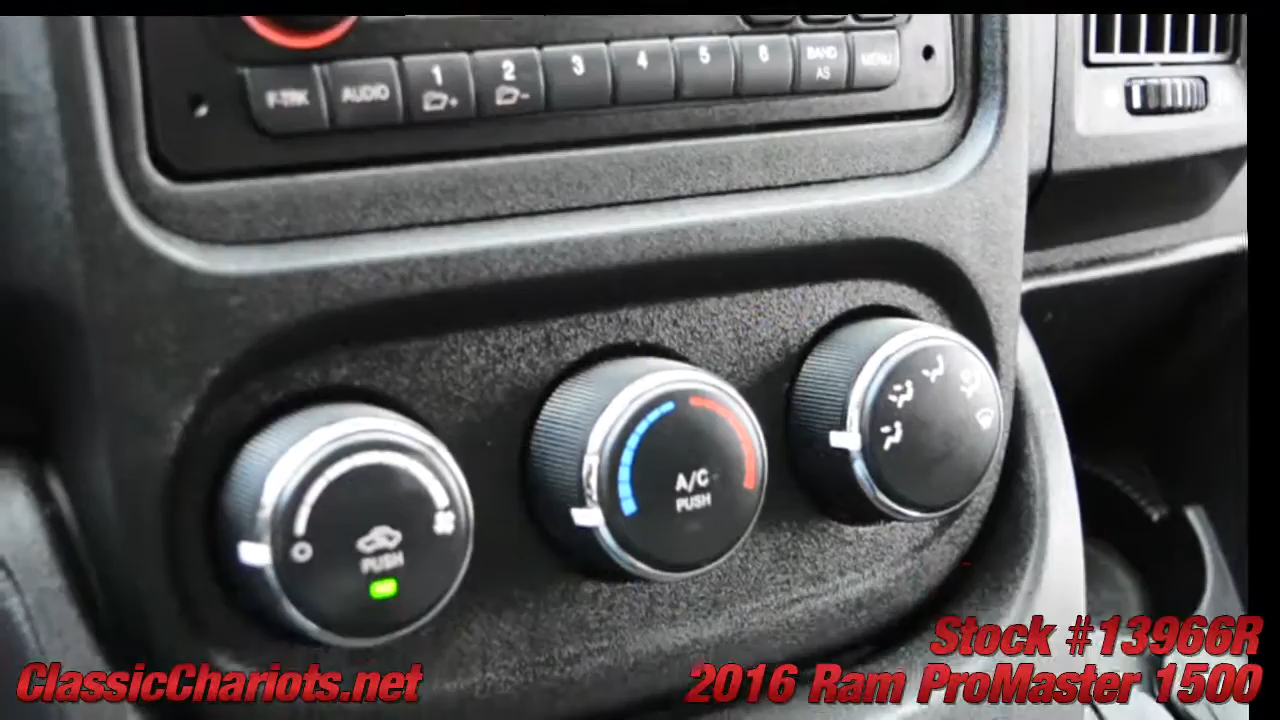 F-TRK AUDIO 1 2 3 4 5 6 BAND AS MENU
A/C
PUSH
PUSH
Stock #13966R
ClassicChariots.net
2016 Ram ProMaster 1500